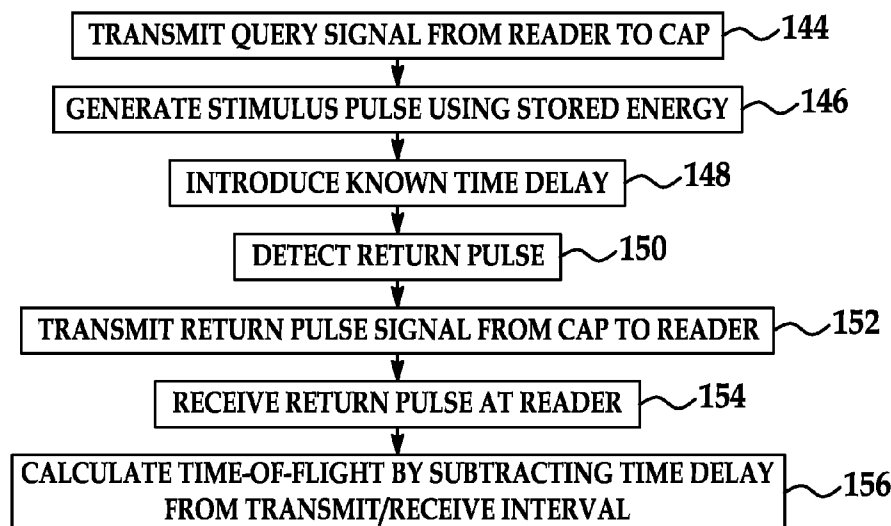 TRANSMIT QUERY SIGNAL FROM READER TO CAP 144
GENERATE STIMULUS PULSE USING STORED ENERGY 146
INTRODUCE KNOWN TIME DELAY 148
DETECT RETURN PULSE 150
TRANSMIT RETURN PULSE SIGNAL FROM CAP TO READER 152
RECEIVE RETURN PULSE AT READER 154
CALCULATE TIME-OF-FLIGHT BY SUBTRACTING TIME DELAY
FROM TRANSMIT/RECEIVE INTERVAL 156